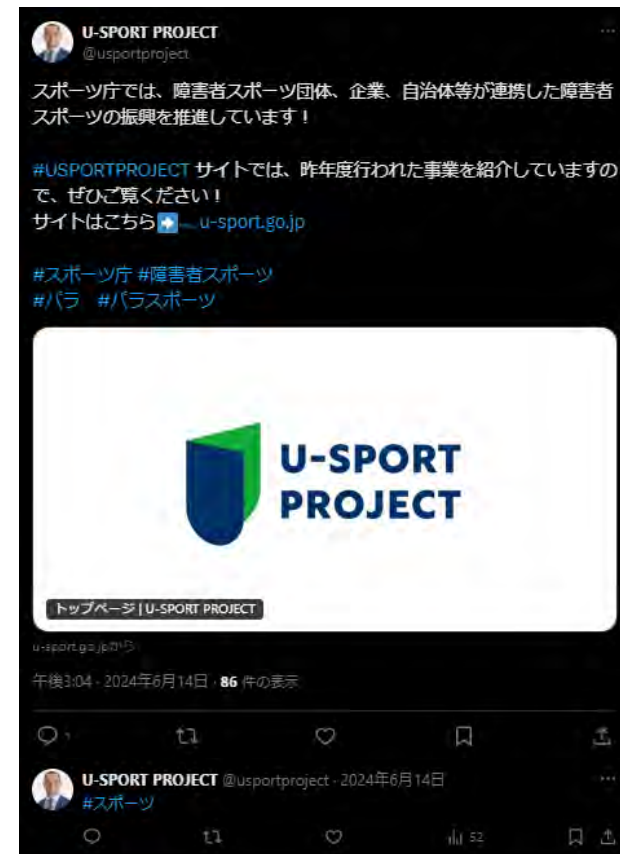 U-SPORT PROJECT
@usportproject
スポーツ庁では、障害者スポーツ団体、企業、自治体等が連携した障害者
スポーツの振興を推進しています！
#USPORTPROJECT サイトでは、昨年度行われた事業を紹介していますの
で、ぜひご覧ください！
サイトはこちら➡ u-sport.go.jp
#スポーツ庁 #障害者スポーツ
#パラ　#パラスポーツ
U-SPORT
PROJECT
トップページ | U-SPORT PROJECT
u-sport.go.jpから
午後3:04 · 2024年6月14日 · 86 件の表示
1
U-SPORT PROJECT @usportproject · 2024年6月14日
#スポーツ
52